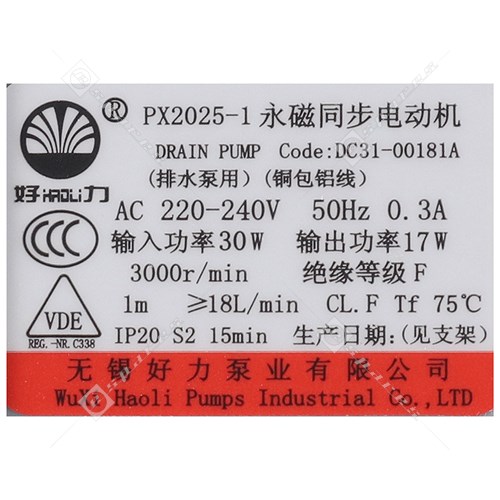 PX2025-1 永磁同步电动机
®
DRAIN PUMP Code:DC31-00181A
(排水泵用)(铜包铝线)
好HAOLi力
AC 220-240V 50Hz 0.3A
CCC
输入功率30W 输出功率17W
3000r/min 绝缘等级 F
1m ≥18L/min CL.F Tf 75℃
VDE
REG.-NR. C338
IP20 S2 15min 生产日期:(见支架)
无锡好力泵业有限公司
Wuxi Haoli Pumps Industrial Co.,LTD